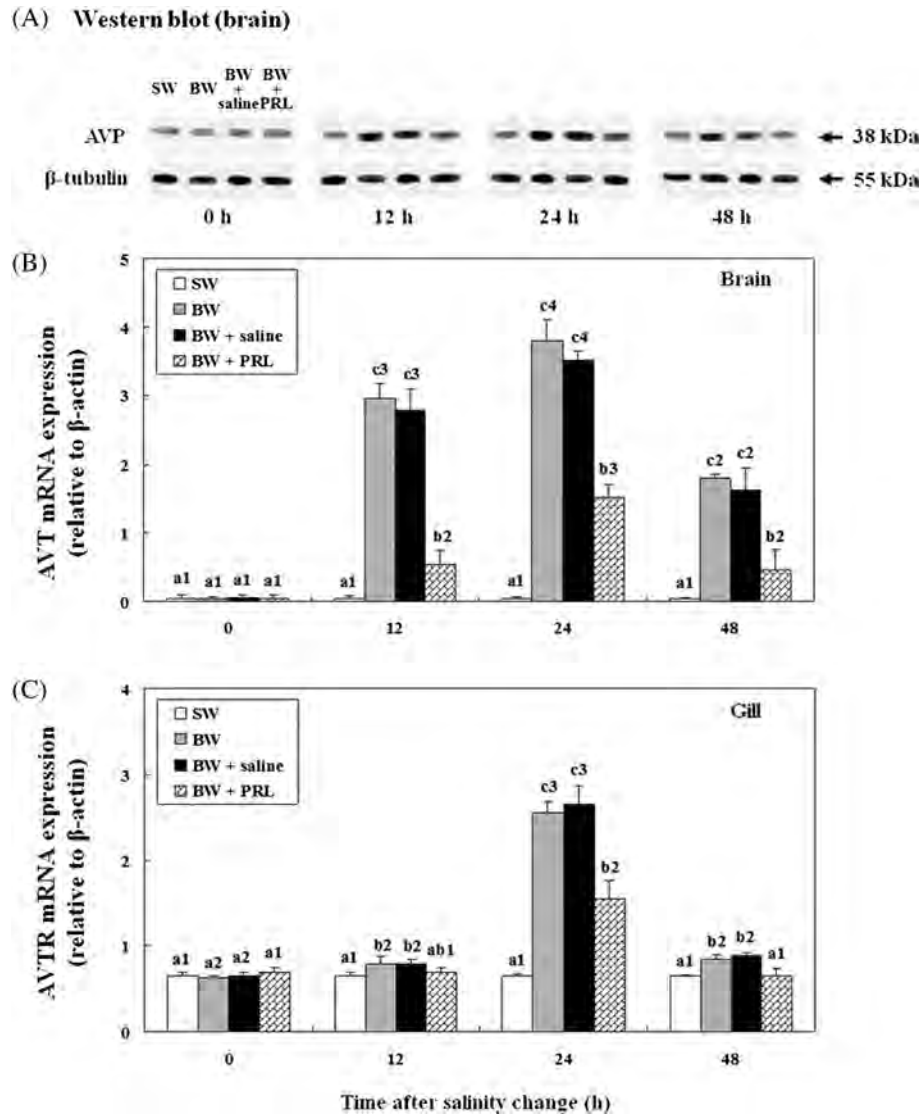 (A) Western blot (brain)
SW BW BW + saline BW + PRL
AVP 38 kDa
β-tubulin 55 kDa
0 h 12 h 24 h 48 h
(B)
Brain
SW
BW
BW + saline
BW + PRL
AVT mRNA expression
(relative to β-actin)
5
4
3
2
1
0
a1 a1 a1 a1
a1 c3 c3 b2
a1 c4 c4 b3
a1 c2 c2 b2
0 12 24 48
(C)
Gill
SW
BW
BW + saline
BW + PRL
AVTR mRNA expression
(relative to β-actin)
4
3
2
1
0
a1 a2 a2 a1
a1 b2 b2 ab1
a1 c3 c3 b2
a1 b2 b2 a1
0 12 24 48
Time after salinity change (h)